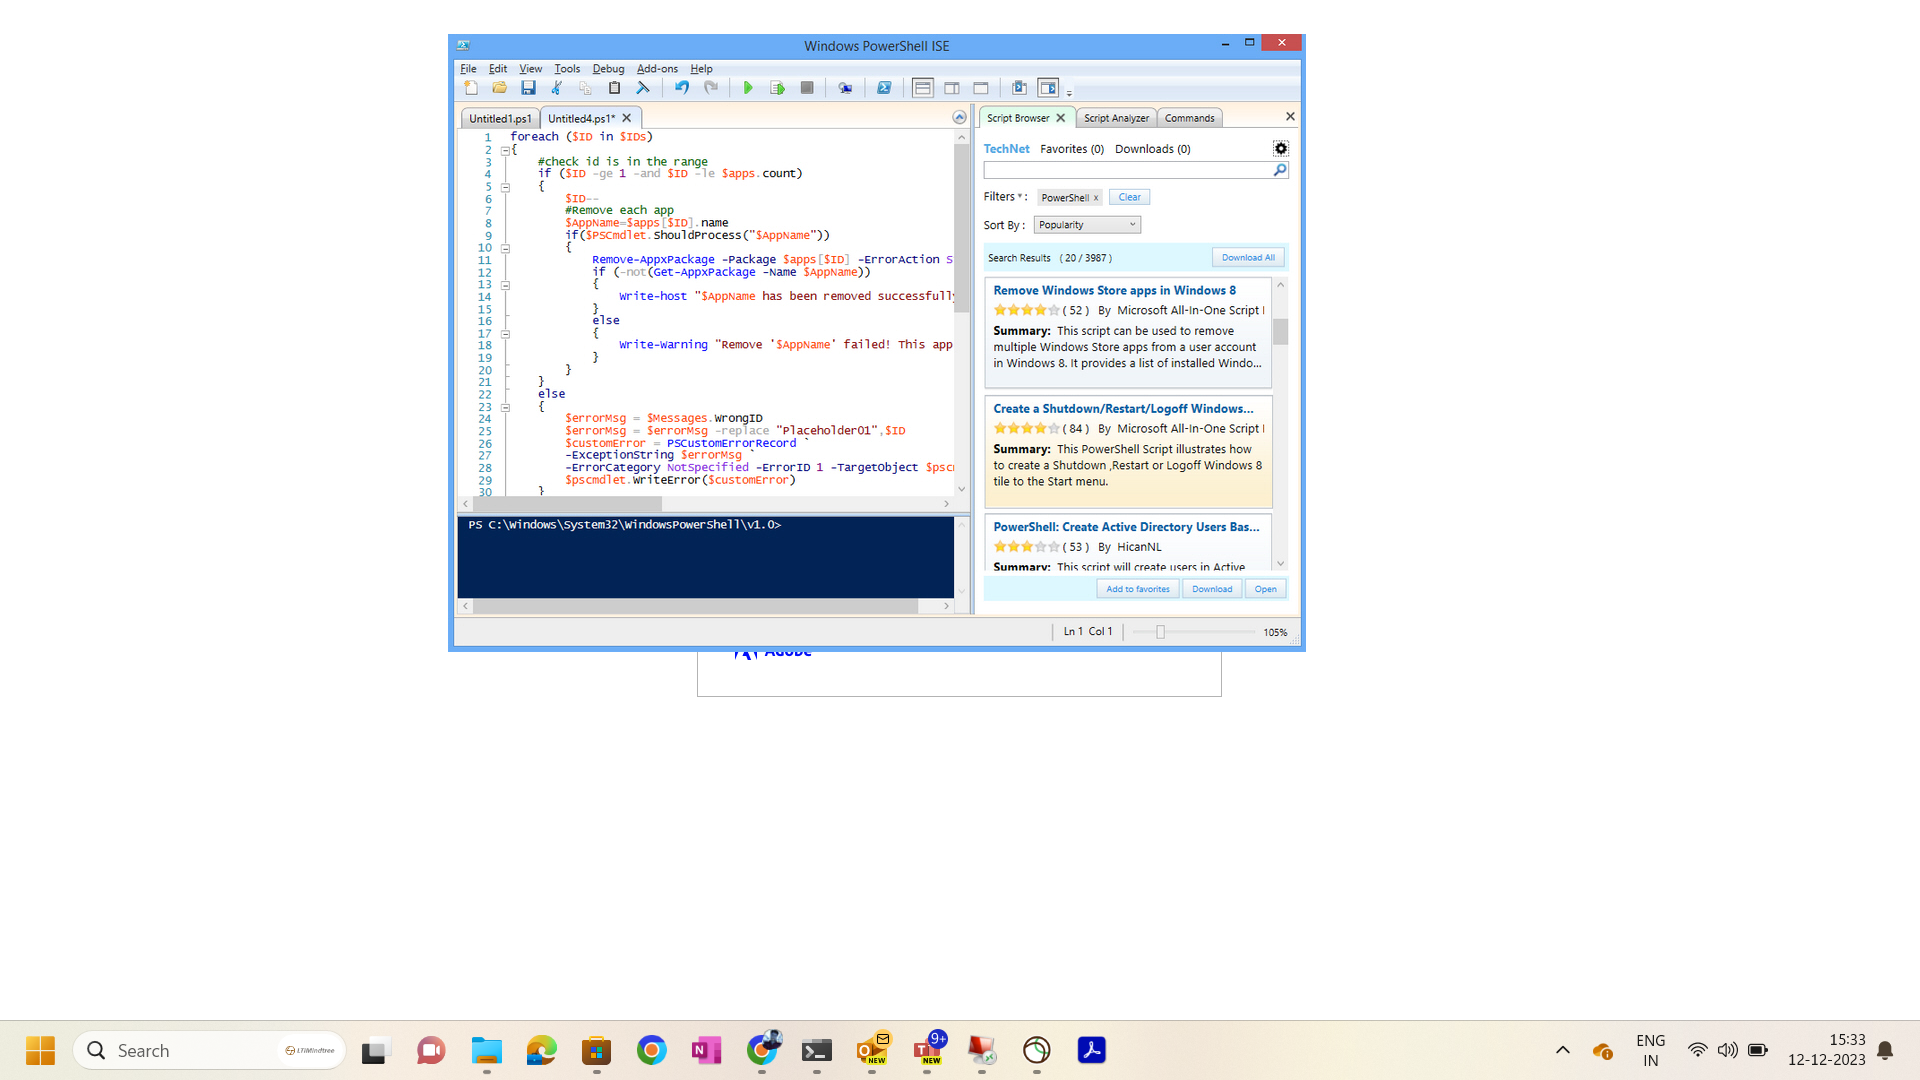 Windows PowerShell ISE
File Edit View Tools Debug Add-ons Help
Untitled1.ps1 Untitled4.ps1*
1 foreach ($ID in $IDs)
2 {
3 #check id is in the range
4 if ($ID -ge 1 -and $ID -le $apps.count)
5 {
6 $ID--
7 #Remove each app
8 $AppName=$apps[$ID].name
9 if($PSCmdlet.ShouldProcess("$AppName"))
10 {
11 Remove-AppxPackage -Package $apps[$ID] -ErrorAction S
12 if (-not(Get-AppxPackage -Name $AppName))
13 {
14 Write-host "$AppName has been removed successfully
15 }
16 else
17 {
18 Write-Warning "Remove '$AppName' failed! This app
19 }
20 }
21 }
22 else
23 {
24 $errorMsg = $Messages.WrongID
25 $errorMsg = $errorMsg -replace "Placeholder01",$ID
26 $customError = PSCustomErrorRecord `
27 -ExceptionString $errorMsg `
28 -ErrorCategory NotSpecified -ErrorID 1 -TargetObject $pscm
29 $pscmdlet.WriteError($customError)
30 }
PS C:\Windows\System32\WindowsPowerShell\v1.0>
Script Browser Script Analyzer Commands
TechNet Favorites (0) Downloads (0)
Filters : PowerShell x Clear
Sort By : Popularity
Search Results ( 20 / 3987 ) Download All
Remove Windows Store apps in Windows 8
( 52 ) By Microsoft All-In-One Script
Summary: This script can be used to remove
multiple Windows Store apps from a user account
in Windows 8. It provides a list of installed Windo...
Create a Shutdown/Restart/Logoff Windows...
( 84 ) By Microsoft All-In-One Script
Summary: This PowerShell Script illustrates how
to create a Shutdown ,Restart or Logoff Windows 8
tile to the Start menu.
PowerShell: Create Active Directory Users Bas...
( 53 ) By HicanNL
Summary: This script will create users in Active
Add to favorites Download Open
Ln 1 Col 1 105%
Adobe
Search LTIMindtree
NEW
9+
NEW
ENG
IN
15:33
12-12-2023